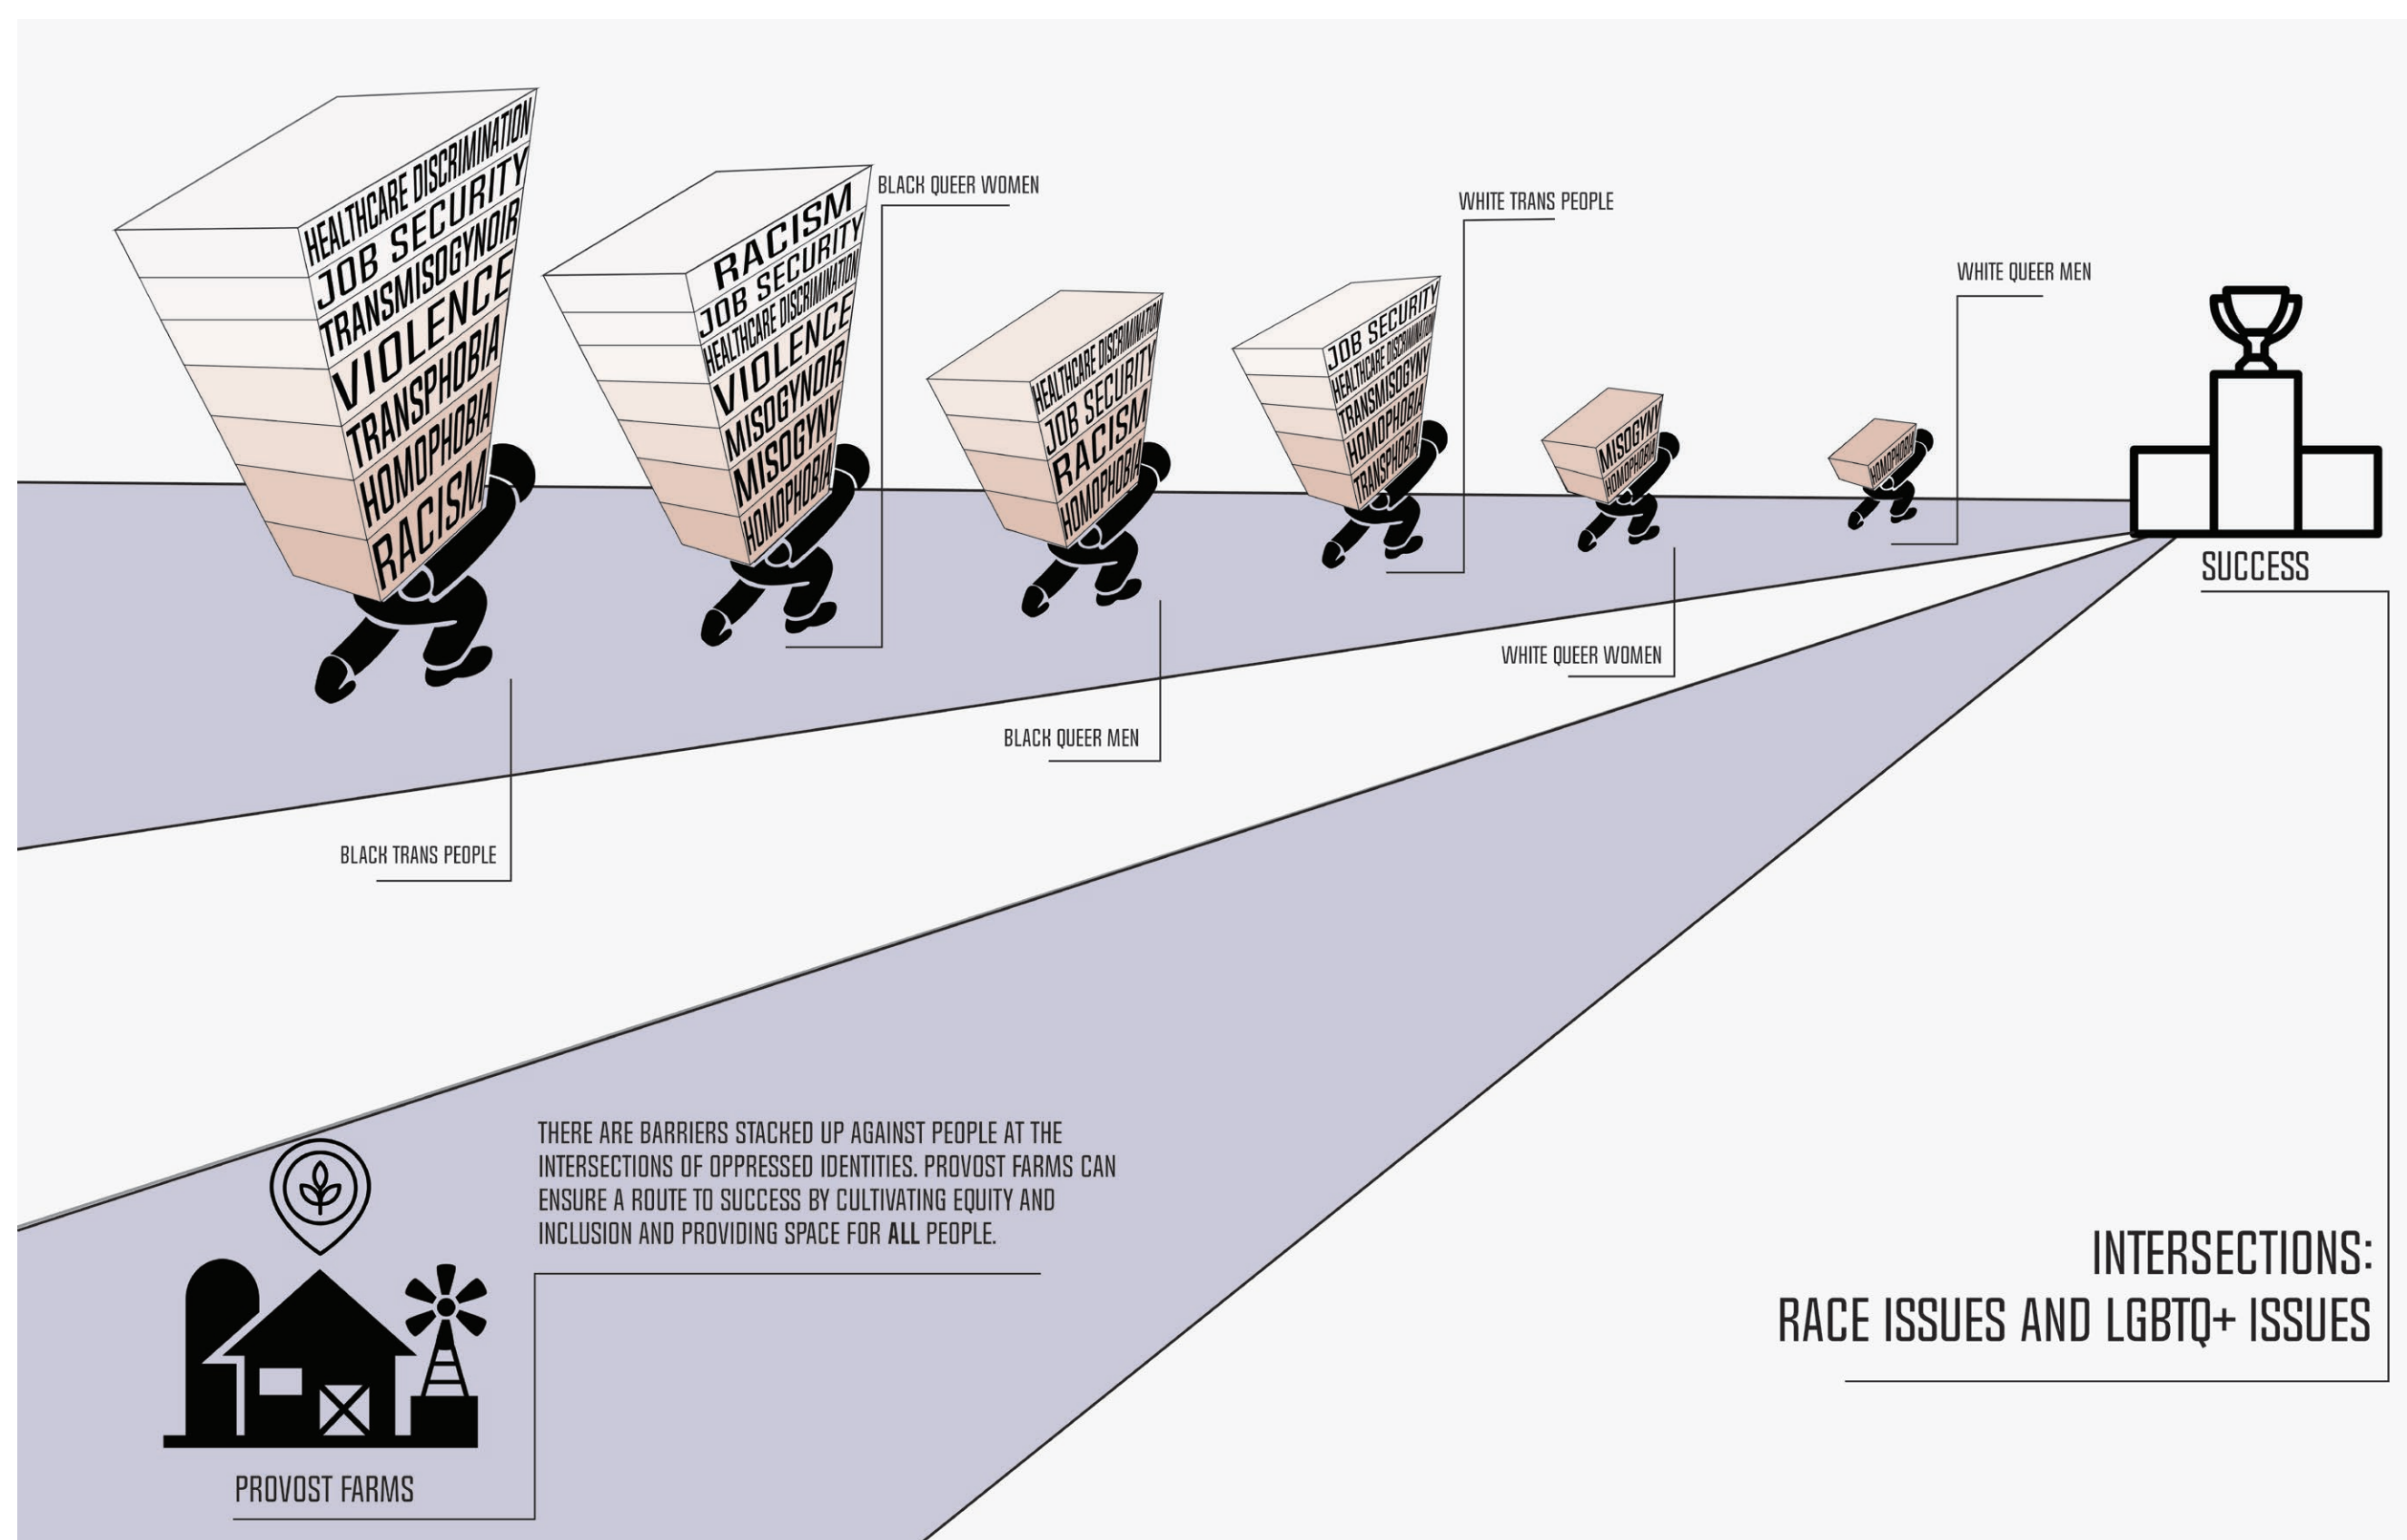 HEALTHCARE DISCRIMINATION
JOB SECURITY
TRANSMISOGYNOIR
VIOLENCE
TRANSPHOBIA
HOMOPHOBIA
RACISM
BLACK TRANS PEOPLE
RACISM
JOB SECURITY
HEALTHCARE DISCRIMINATION
VIOLENCE
MISOGYNOIR
MISOGYNY
HOMOPHOBIA
BLACK QUEER WOMEN
HEALTHCARE DISCRIMINATION
JOB SECURITY
RACISM
HOMOPHOBIA
BLACK QUEER MEN
JOB SECURITY
HEALTHCARE DISCRIMINATION
TRANSMISOGYNY
HOMOPHOBIA
TRANSPHOBIA
WHITE TRANS PEOPLE
MISOGYNY
HOMOPHOBIA
WHITE QUEER WOMEN
HOMOPHOBIA
WHITE QUEER MEN
SUCCESS
THERE ARE BARRIERS STACKED UP AGAINST PEOPLE AT THE
INTERSECTIONS OF OPPRESSED IDENTITIES. PROVOST FARMS CAN
ENSURE A ROUTE TO SUCCESS BY CULTIVATING EQUITY AND
INCLUSION AND PROVIDING SPACE FOR ALL PEOPLE.
PROVOST FARMS
INTERSECTIONS:
RACE ISSUES AND LGBTQ+ ISSUES